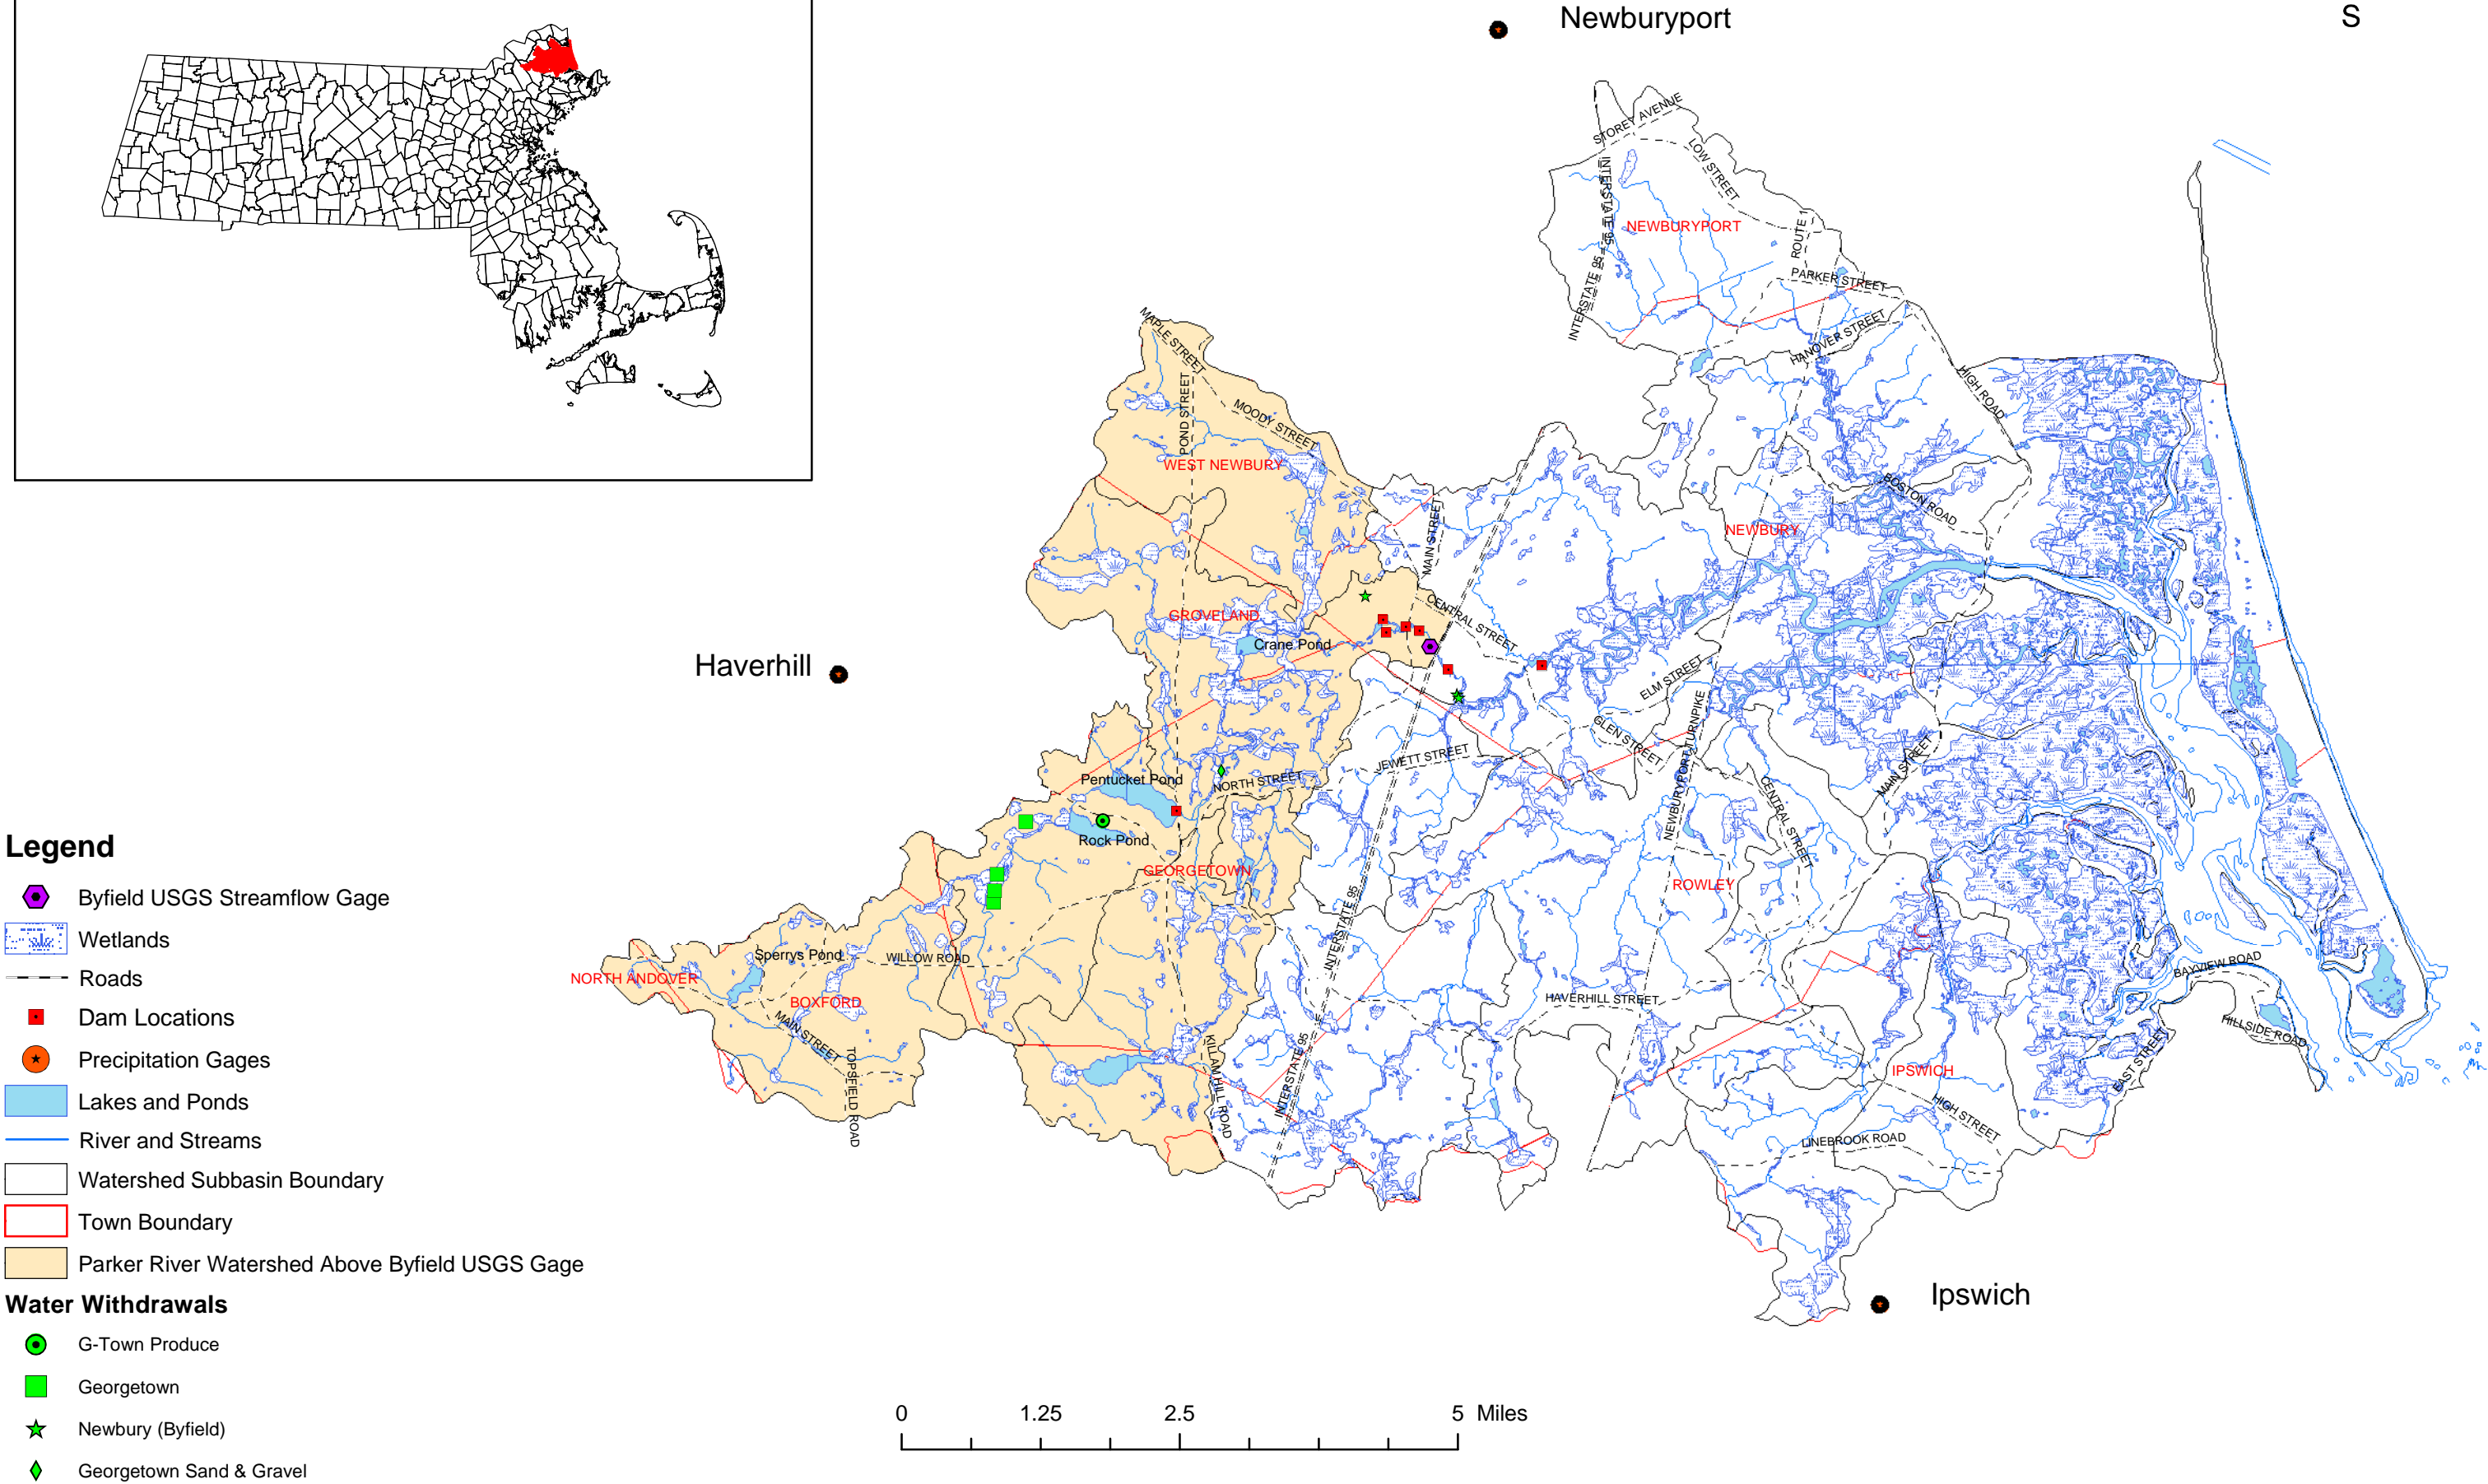 Newburyport
S
STOREY AVENUE
LOW STREET
INTERSTATE 95
NEWBURYPORT
ROUTE 1
INTERSTATE 95
PARKER STREET
HANOVER STREET
MAPLE STREET
HIGH ROAD
POND STREET
MOODY STREET
WEST NEWBURY
BOSTON ROAD
MAIN STREET
NEWBURY
GROVELAND
CENTRAL STREET
Crane Pond
Haverhill
ELM STREET
GLEN STREET
NEWBURYPORT TURNPIKE
JEWETT STREET
MAIN STREET
Pentucket Pond
NORTH STREET
CENTRAL STREET
Rock Pond
GEORGETOWN
ROWLEY
INTERSTATE 95
Sperrys Pond
WILLOW ROAD
NORTH ANDOVER
BOXFORD
BAYVIEW ROAD
HAVERHILL STREET
MAIN STREET
HILLSIDE ROAD
TOPSFIELD ROAD
KILLAM HILL ROAD
INTERSTATE 95
EAST STREET
IPSWICH
HIGH STREET
LINEBROOK ROAD
Ipswich
Legend
Byfield USGS Streamflow Gage
Wetlands
Roads
Dam Locations
Precipitation Gages
Lakes and Ponds
River and Streams
Watershed Subbasin Boundary
Town Boundary
Parker River Watershed Above Byfield USGS Gage
Water Withdrawals
G-Town Produce
Georgetown
Newbury (Byfield)
Georgetown Sand & Gravel
0 1.25 2.5 5 Miles